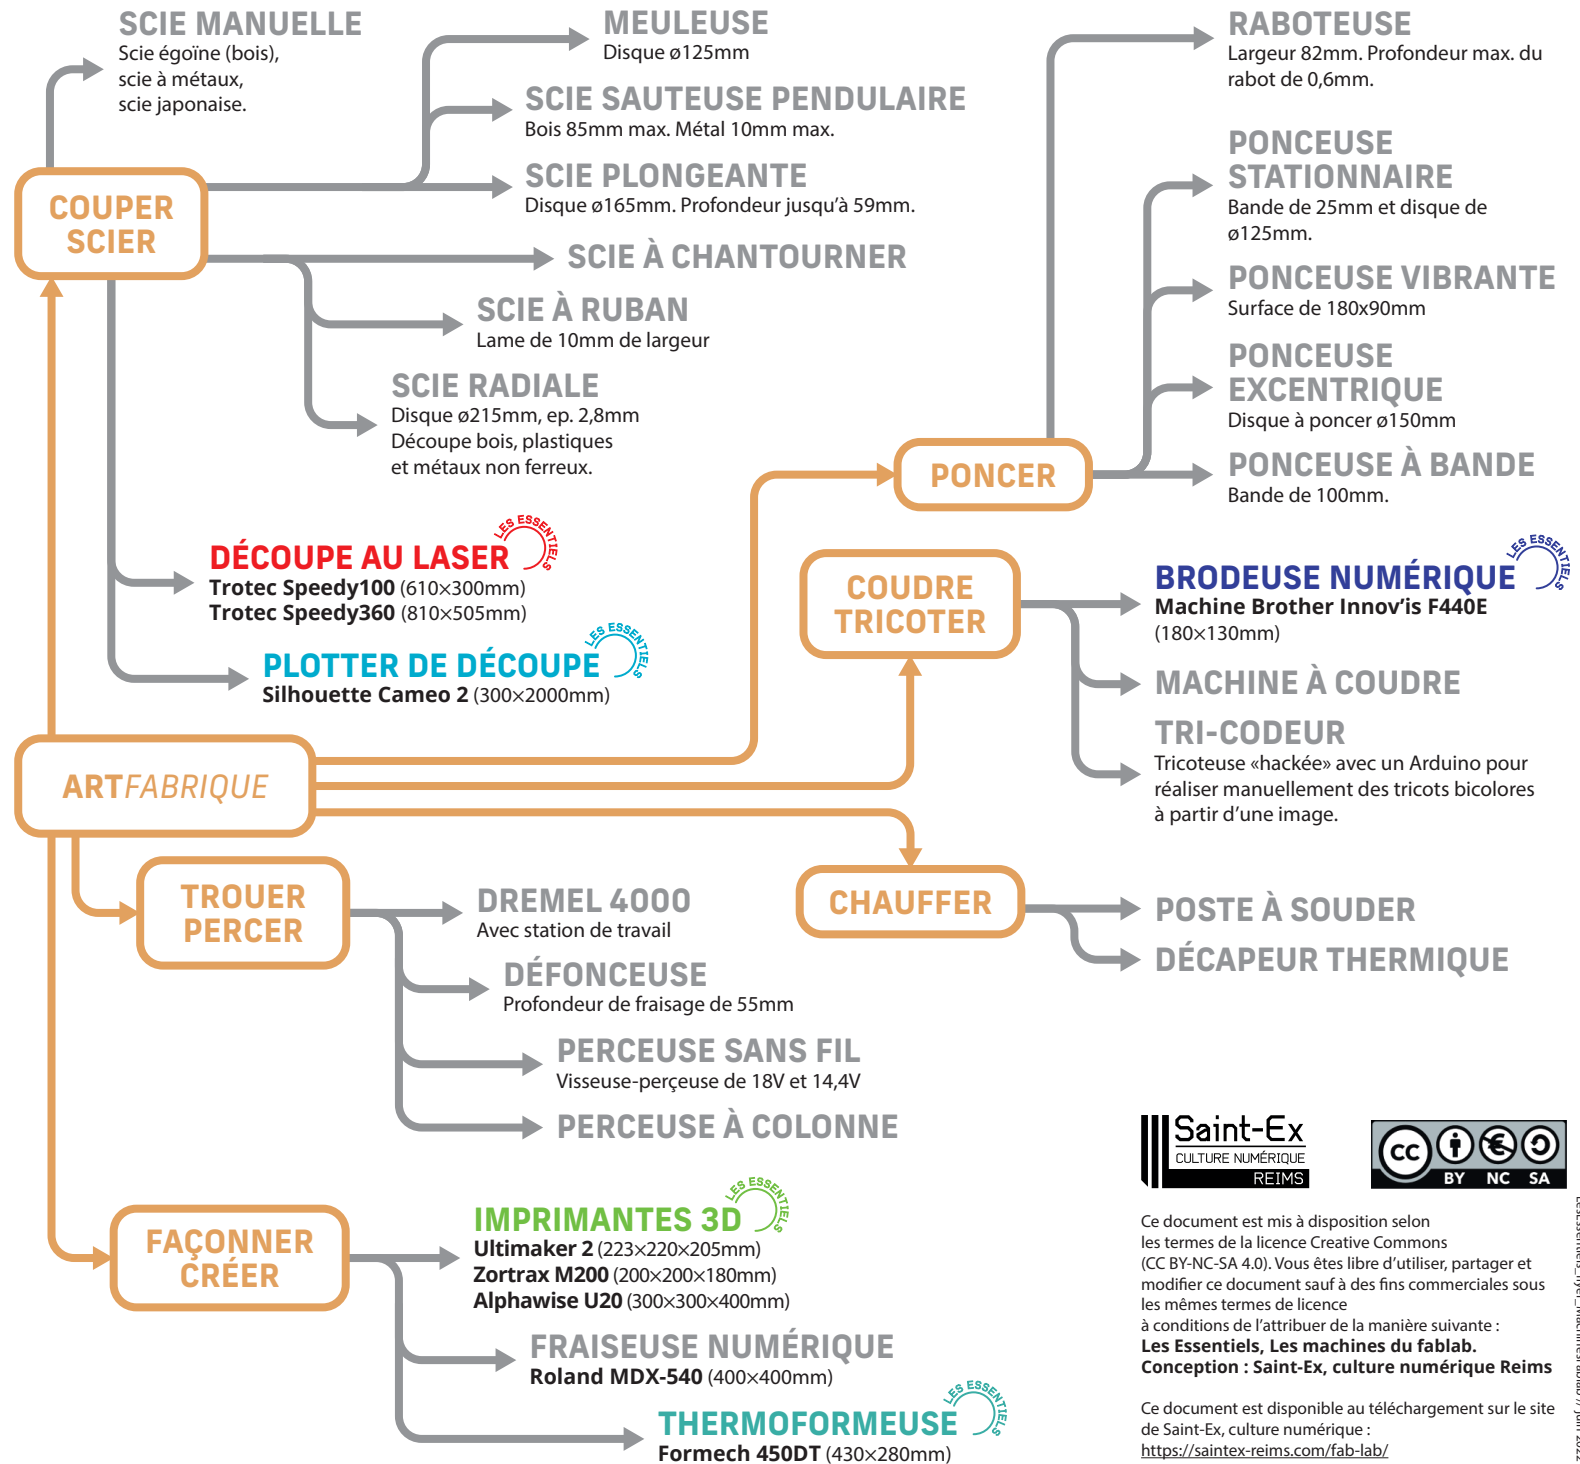 SCIE MANUELLE
Scie égoïne (bois),
scie à métaux,
scie japonaise.
MEULEUSE
Disque ø125mm
SCIE SAUTEUSE PENDULAIRE
Bois 85mm max. Métal 10mm max.
SCIE PLONGEANTE
Disque ø165mm. Profondeur jusqu’à 59mm.
COUPER
SCIER
SCIE À CHANTOURNER
SCIE À RUBAN
Lame de 10mm de largeur
SCIE RADIALE
Disque ø215mm, ep. 2,8mm
Découpe bois, plastiques
et métaux non ferreux.
DÉCOUPE AU LASER
LES ESSENTIELS
Trotec Speedy100 (610×300mm)
Trotec Speedy360 (810×505mm)
PLOTTER DE DÉCOUPE
LES ESSENTIELS
Silhouette Cameo 2 (300×2000mm)
RABOTEUSE
Largeur 82mm. Profondeur max. du
rabot de 0,6mm.
PONCEUSE
STATIONNAIRE
Bande de 25mm et disque de
ø125mm.
PONCEUSE VIBRANTE
Surface de 180x90mm
PONCEUSE
EXCENTRIQUE
Disque à poncer ø150mm
PONCER
PONCEUSE À BANDE
Bande de 100mm.
COUDRE
TRICOTER
BRODEUSE NUMÉRIQUE
LES ESSENTIELS
Machine Brother Innov’is F440E
(180×130mm)
MACHINE À COUDRE
TRI-CODEUR
Tricoteuse «hackée» avec un Arduino pour
réaliser manuellement des tricots bicolores
à partir d’une image.
ARTFABRIQUE
CHAUFFER
POSTE À SOUDER
DÉCAPEUR THERMIQUE
TROUER
PERCER
DREMEL 4000
Avec station de travail
DÉFONCEUSE
Profondeur de fraisage de 55mm
PERCEUSE SANS FIL
Visseuse-perçeuse de 18V et 14,4V
PERCEUSE À COLONNE
FAÇONNER
CRÉER
IMPRIMANTES 3D
LES ESSENTIELS
Ultimaker 2 (223×220×205mm)
Zortrax M200 (200×200×180mm)
Alphawise U20 (300×300×400mm)
FRAISEUSE NUMÉRIQUE
Roland MDX-540 (400×400mm)
THERMOFORMEUSE
LES ESSENTIELS
Formech 450DT (430×280mm)
Saint-Ex
CULTURE NUMÉRIQUE
REIMS
CC
BY NC SA
Ce document est mis à disposition selon
les termes de la licence Creative Commons
(CC BY-NC-SA 4.0). Vous êtes libre d’utiliser, partager et
modifier ce document sauf à des fins commerciales sous
les mêmes termes de licence
à conditions de l’attribuer de la manière suivante :
Les Essentiels, Les machines du fablab.
Conception : Saint-Ex, culture numérique Reims
Ce document est disponible au téléchargement sur le site
de Saint-Ex, culture numérique :
https://saintex-reims.com/fab-lab/